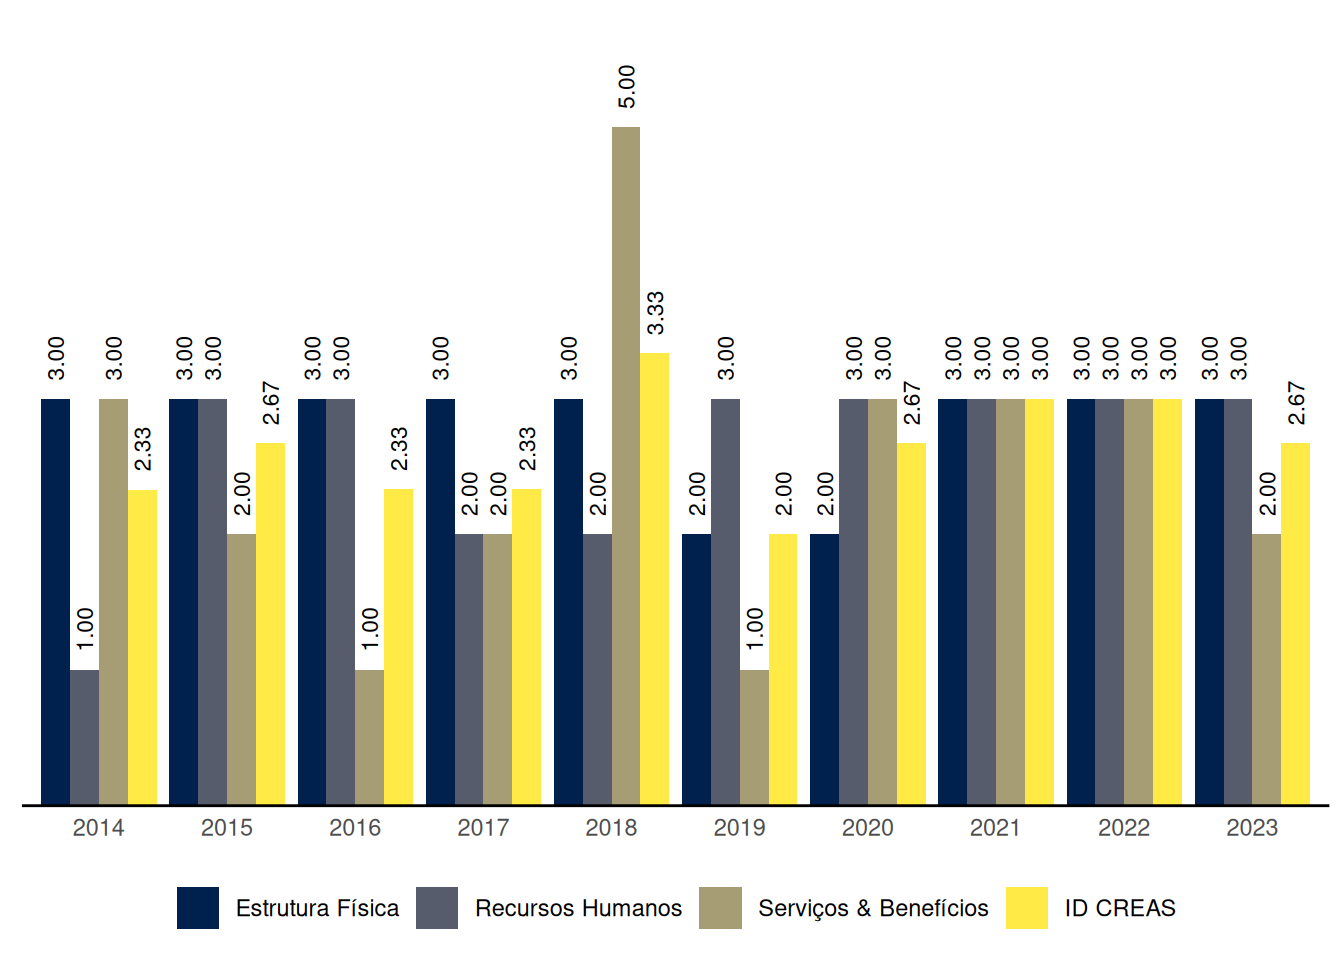 5.00
3.33
3.00 3.00 3.00 3.00 3.00 3.00 3.00 3.00 3.00 3.00 3.00 3.00 3.00 3.00 3.00 3.00 3.00 3.00 3.00 3.00 3.00
2.67 2.67 2.67
2.33 2.33 2.33
2.00 2.00 2.00 2.00 2.00 2.00 2.00 2.00
1.00 1.00 1.00
2014 2015 2016 2017 2018 2019 2020 2021 2022 2023
Estrutura Física Recursos Humanos Serviços & Benefícios ID CREAS